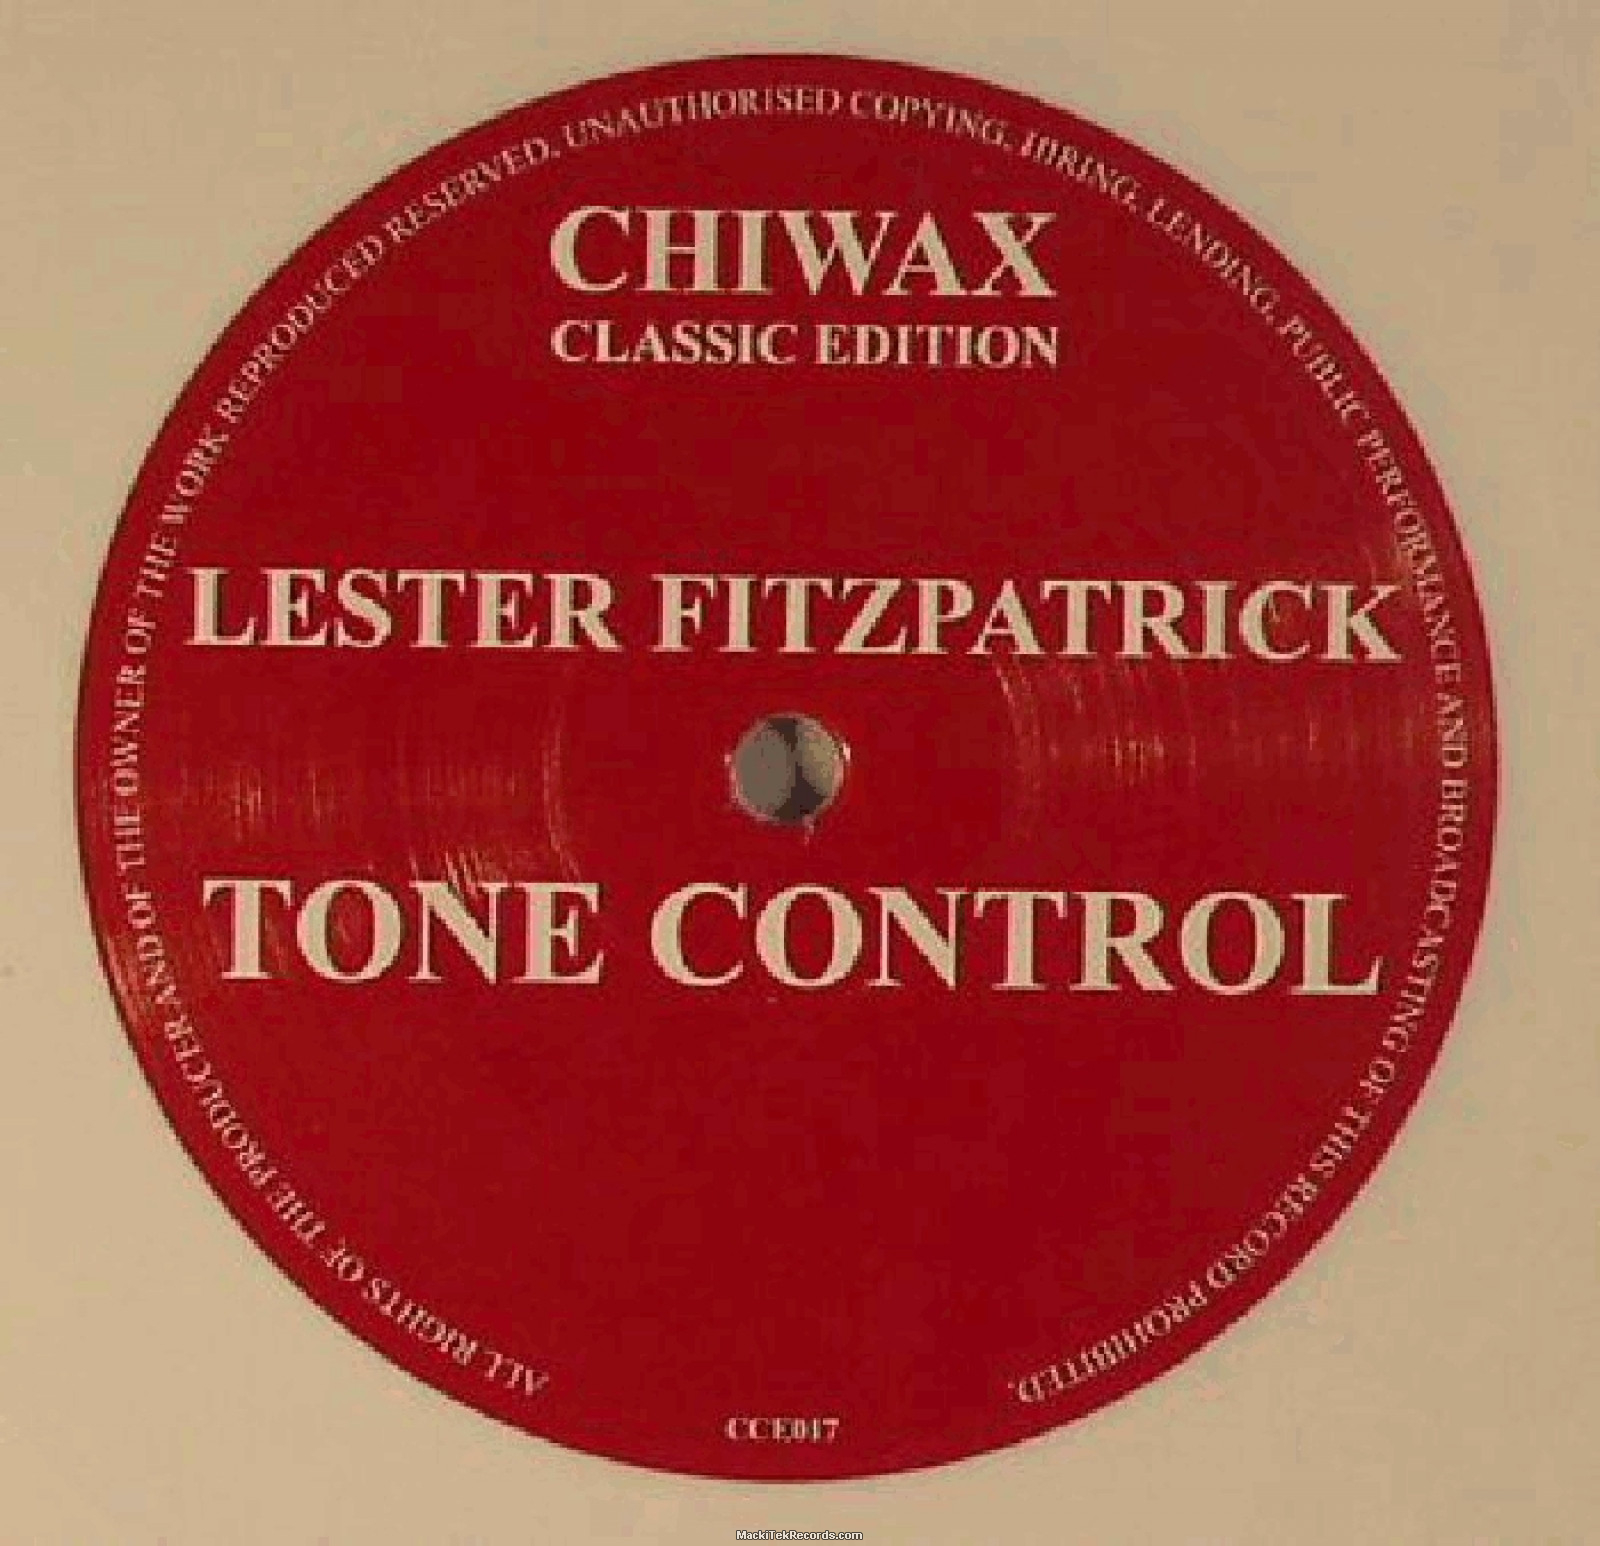 CHIWAX
CLASSIC EDITION
LESTER FITZPATRICK
TONE CONTROL
ALL RIGHTS OF THE PRODUCER AND OF THE OWNER OF THE WORK REPRODUCED RESERVED. UNAUTHORISED COPYING, HIRING, LENDING, PUBLIC PERFORMANCE AND BROADCASTING OF THIS RECORD PROHIBITED.
CCE017
MackiTekRecords.com